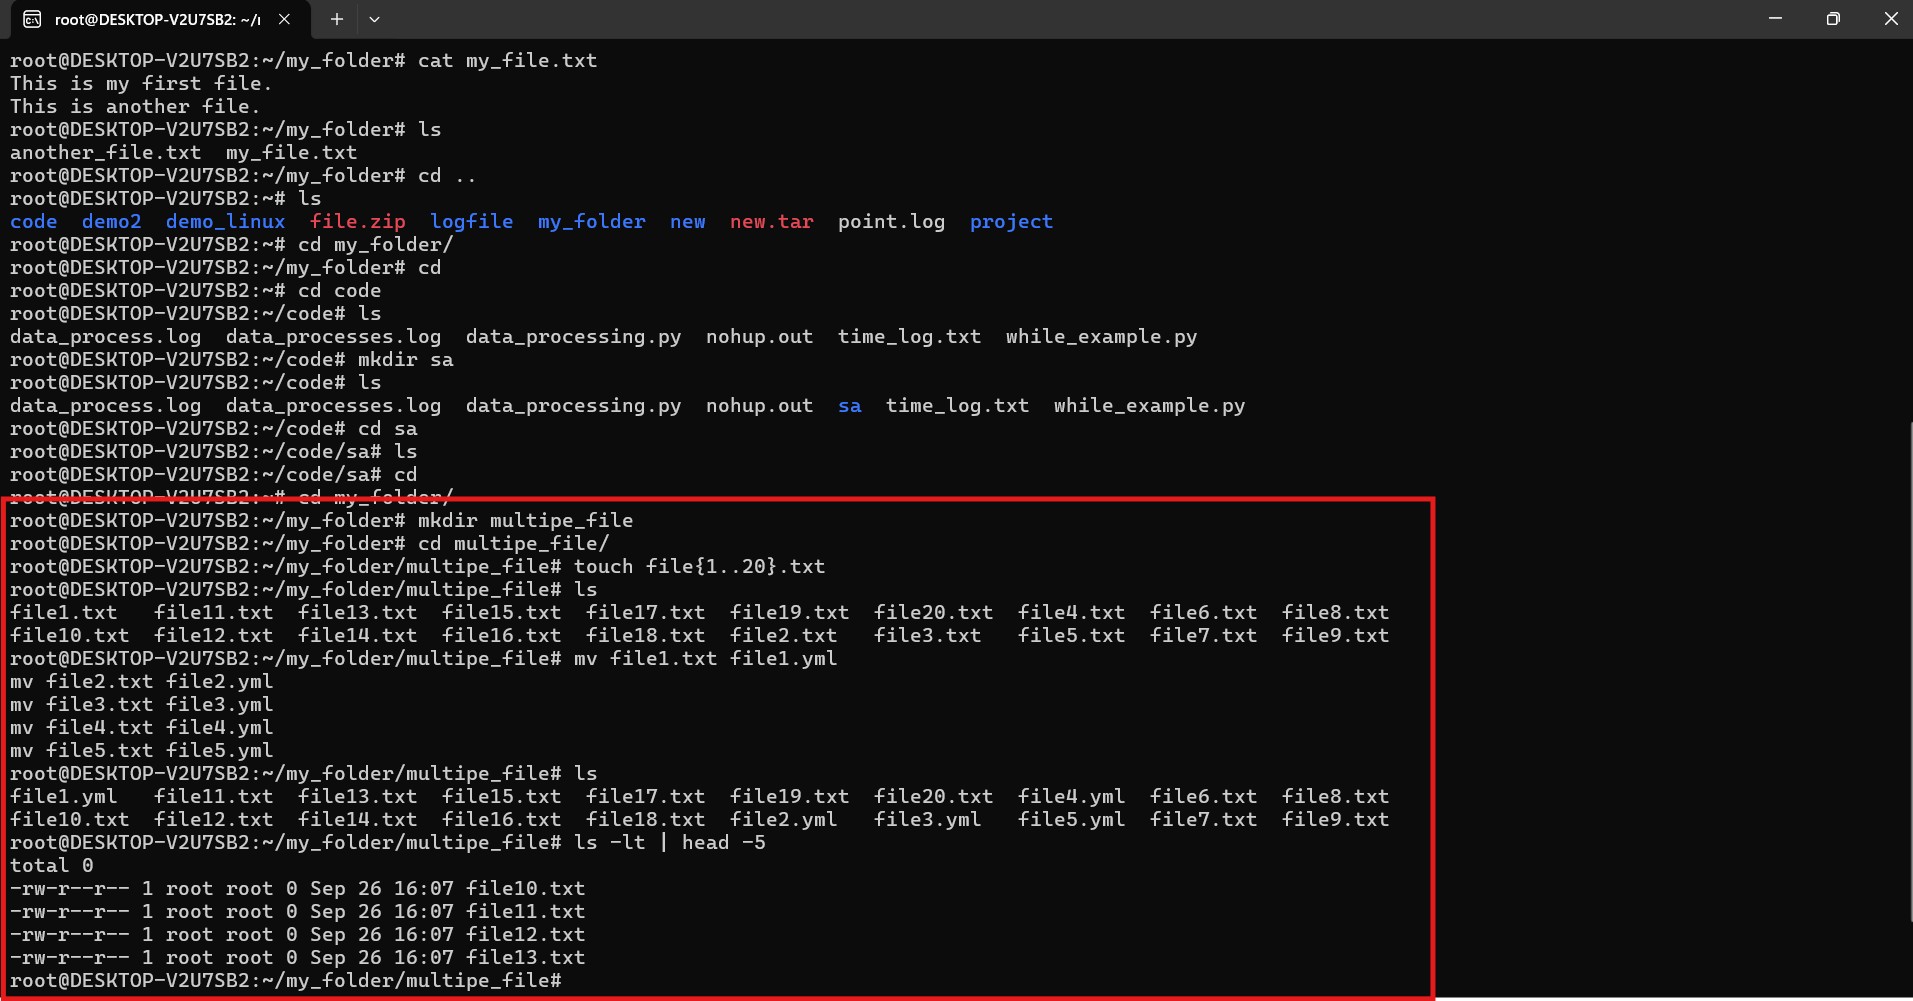 root@DESKTOP-V2U7SB2: ~/
root@DESKTOP-V2U7SB2:~/my_folder# cat my_file.txt
This is my first file.
This is another file.
root@DESKTOP-V2U7SB2:~/my_folder# ls
another_file.txt  my_file.txt
root@DESKTOP-V2U7SB2:~/my_folder# cd ..
root@DESKTOP-V2U7SB2:~# ls
code  demo2  demo_linux  file.zip  logfile  my_folder  new  new.tar  point.log  project
root@DESKTOP-V2U7SB2:~# cd my_folder/
root@DESKTOP-V2U7SB2:~/my_folder# cd
root@DESKTOP-V2U7SB2:~# cd code
root@DESKTOP-V2U7SB2:~/code# ls
data_process.log  data_processes.log  data_processing.py  nohup.out  time_log.txt  while_example.py
root@DESKTOP-V2U7SB2:~/code# mkdir sa
root@DESKTOP-V2U7SB2:~/code# ls
data_process.log  data_processes.log  data_processing.py  nohup.out  sa  time_log.txt  while_example.py
root@DESKTOP-V2U7SB2:~/code# cd sa
root@DESKTOP-V2U7SB2:~/code/sa# ls
root@DESKTOP-V2U7SB2:~/code/sa# cd
root@DESKTOP-V2U7SB2:~# cd my_folder/
root@DESKTOP-V2U7SB2:~/my_folder# mkdir multipe_file
root@DESKTOP-V2U7SB2:~/my_folder# cd multipe_file/
root@DESKTOP-V2U7SB2:~/my_folder/multipe_file# touch file{1..20}.txt
root@DESKTOP-V2U7SB2:~/my_folder/multipe_file# ls
file1.txt   file11.txt  file13.txt  file15.txt  file17.txt  file19.txt  file20.txt  file4.txt  file6.txt  file8.txt
file10.txt  file12.txt  file14.txt  file16.txt  file18.txt  file2.txt   file3.txt   file5.txt  file7.txt  file9.txt
root@DESKTOP-V2U7SB2:~/my_folder/multipe_file# mv file1.txt file1.yml
mv file2.txt file2.yml
mv file3.txt file3.yml
mv file4.txt file4.yml
mv file5.txt file5.yml
root@DESKTOP-V2U7SB2:~/my_folder/multipe_file# ls
file1.yml   file11.txt  file13.txt  file15.txt  file17.txt  file19.txt  file20.txt  file4.yml  file6.txt  file8.txt
file10.txt  file12.txt  file14.txt  file16.txt  file18.txt  file2.yml   file3.yml   file5.yml  file7.txt  file9.txt
root@DESKTOP-V2U7SB2:~/my_folder/multipe_file# ls -lt | head -5
total 0
-rw-r--r-- 1 root root 0 Sep 26 16:07 file10.txt
-rw-r--r-- 1 root root 0 Sep 26 16:07 file11.txt
-rw-r--r-- 1 root root 0 Sep 26 16:07 file12.txt
-rw-r--r-- 1 root root 0 Sep 26 16:07 file13.txt
root@DESKTOP-V2U7SB2:~/my_folder/multipe_file#